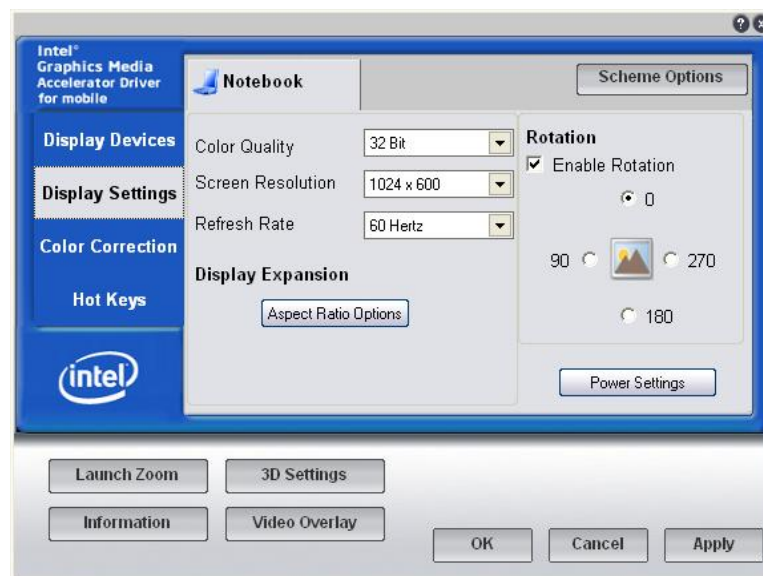 Intel®
Graphics Media
Accelerator Driver
for mobile
Notebook
Scheme Options
Display Devices
Display Settings
Color Correction
Hot Keys
intel
Color Quality
32 Bit
Screen Resolution
1024 x 600
Refresh Rate
60 Hertz
Display Expansion
Aspect Ratio Options
Rotation
Enable Rotation
0
90
270
180
Power Settings
Launch Zoom
3D Settings
Information
Video Overlay
OK
Cancel
Apply